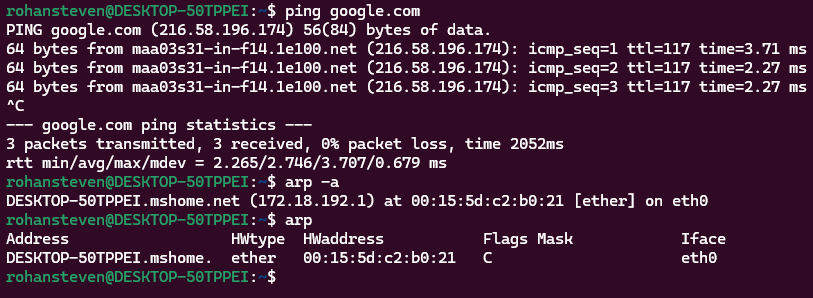 rohansteven@DESKTOP-50TPPEI:~$ ping google.com
PING google.com (216.58.196.174) 56(84) bytes of data.
64 bytes from maa03s31-in-f14.1e100.net (216.58.196.174): icmp_seq=1 ttl=117 time=3.71 ms
64 bytes from maa03s31-in-f14.1e100.net (216.58.196.174): icmp_seq=2 ttl=117 time=2.27 ms
64 bytes from maa03s31-in-f14.1e100.net (216.58.196.174): icmp_seq=3 ttl=117 time=2.27 ms
^C
--- google.com ping statistics ---
3 packets transmitted, 3 received, 0% packet loss, time 2052ms
rtt min/avg/max/mdev = 2.265/2.746/3.707/0.679 ms
rohansteven@DESKTOP-50TPPEI:~$ arp -a
DESKTOP-50TPPEI.mshome.net (172.18.192.1) at 00:15:5d:c2:b0:21 [ether] on eth0
rohansteven@DESKTOP-50TPPEI:~$ arp
Address                  HWtype  HWaddress           Flags Mask            Iface
DESKTOP-50TPPEI.mshome.  ether   00:15:5d:c2:b0:21   C                     eth0
rohansteven@DESKTOP-50TPPEI:~$